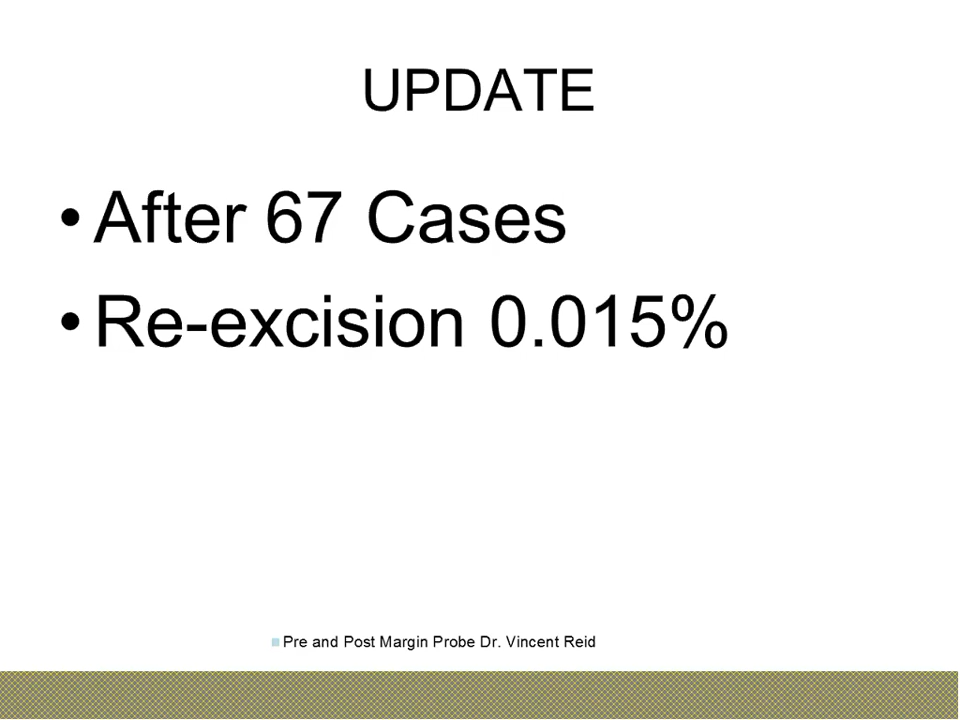 UPDATE
• After 67 Cases
• Re-excision 0.015%
Pre and Post Margin Probe Dr. Vincent Reid